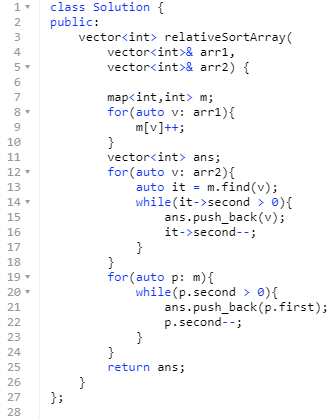 1 class Solution {
2 public:
3     vector<int> relativeSortArray(
4         vector<int>& arr1,
5         vector<int>& arr2) {
6
7         map<int,int> m;
8         for(auto v: arr1){
9             m[v]++;
10         }
11         vector<int> ans;
12         for(auto v: arr2){
13             auto it = m.find(v);
14             while(it->second > 0){
15                 ans.push_back(v);
16                 it->second--;
17             }
18         }
19         for(auto p: m){
20             while(p.second > 0){
21                 ans.push_back(p.first);
22                 p.second--;
23             }
24         }
25         return ans;
26     }
27 };
28